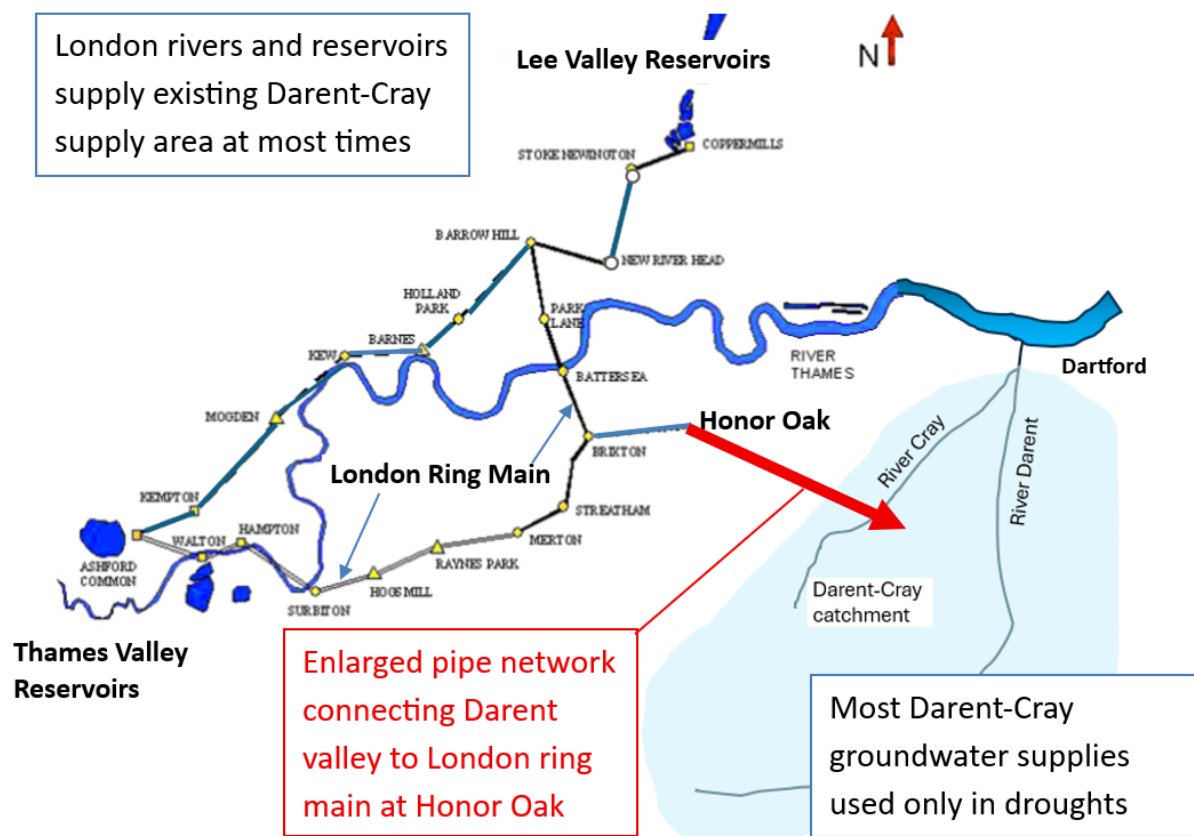 London rivers and reservoirs
supply existing Darent-Cray
supply area at most times
Lee Valley Reservoirs
N
COPPERMILLS
STOKE NEWINGTON
BARROW HILL
NEW RIVER HEAD
HOLLAND
PARK
PARK
LANE
BARNES
KEW
RIVER
THAMES
BATTERSEA
Dartford
MOGDEN
Honor Oak
BRIXTON
River Cray
River Darent
London Ring Main
KEMPTON
STREATHAM
HAMPTON
WALTON
MERTON
ASHFORD
COMMON
RAYNES PARK
HOGSMILL
SURBITON
Darent-Cray
catchment
Thames Valley
Reservoirs
Enlarged pipe network
connecting Darent
valley to London ring
main at Honor Oak
Most Darent-Cray
groundwater supplies
used only in droughts